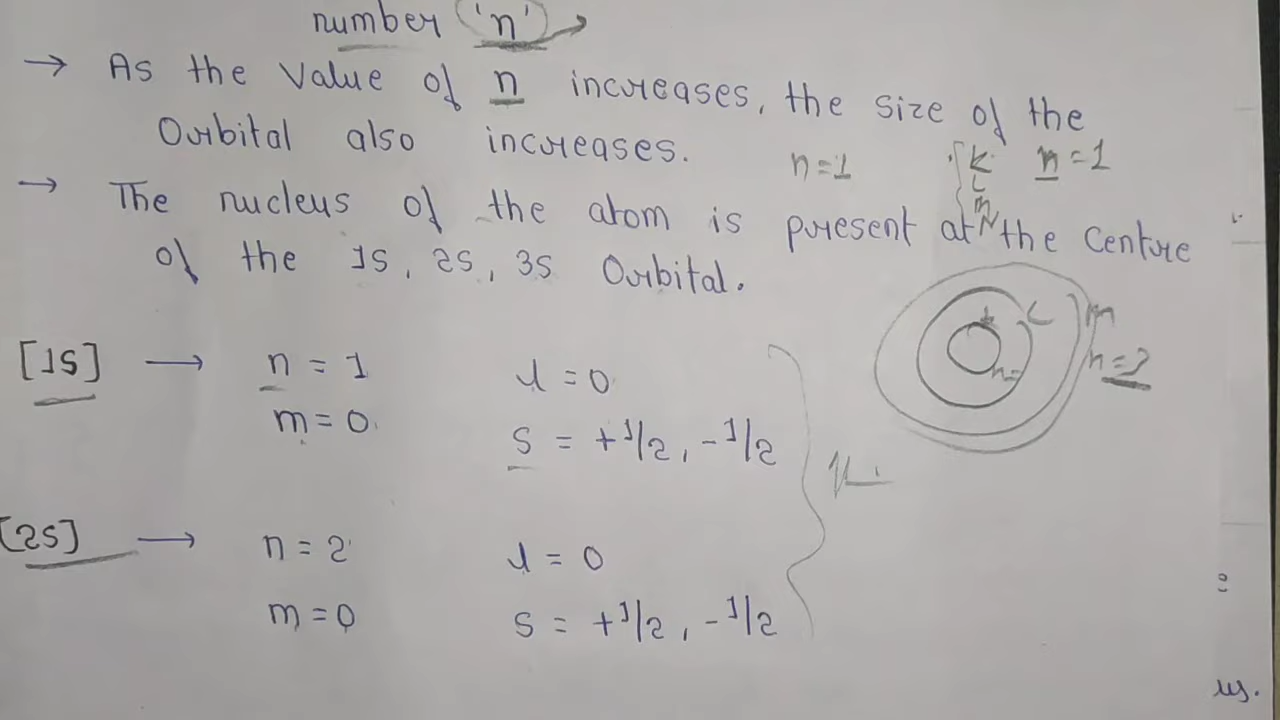 number 'n' →
→ As the value of n increases, the size of the
Orbital also increases.
n=1
K n=1
L
M
N
→ The nucleus of the atom is present at the centre
of the 1s, 2s, 3s Orbital.
L m
n=
n=2
[1s] → n = 1 l = 0
m = 0 s = +1/2, -1/2
[2s] → n = 2 l = 0
m = 0 s = +1/2, -1/2